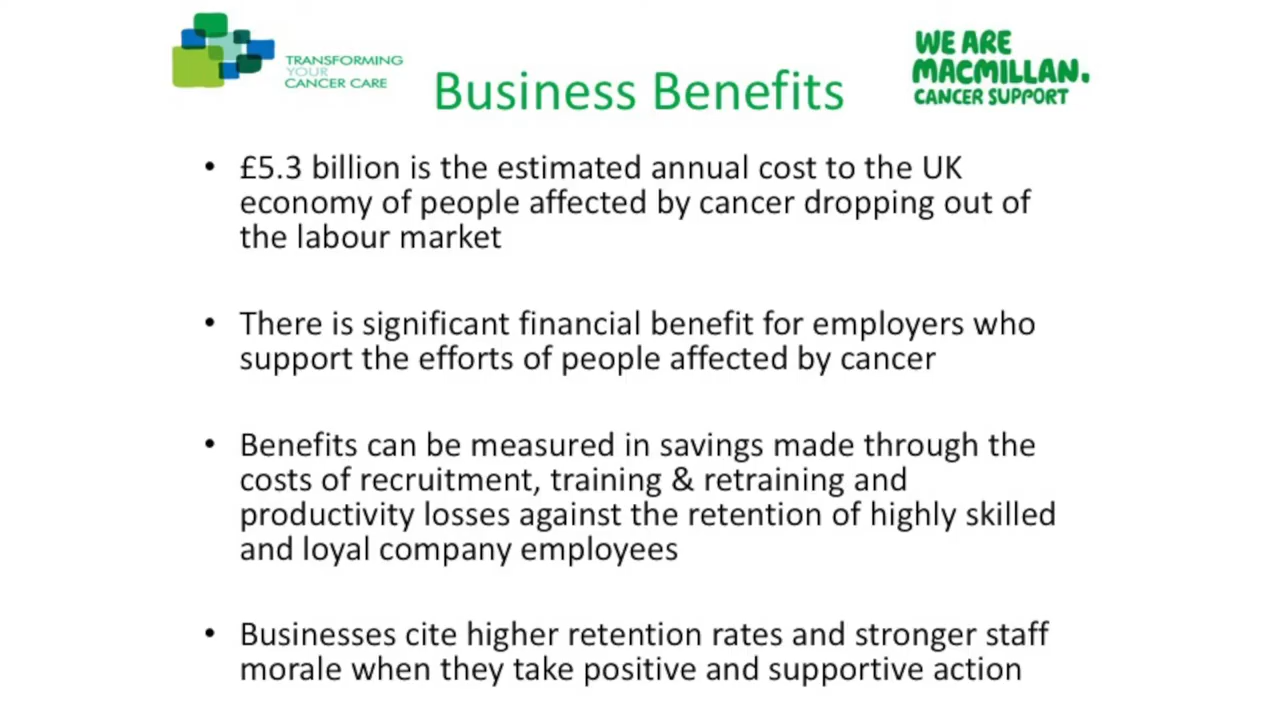 TRANSFORMING
YOUR
CANCER CARE
WE ARE
MACMILLAN.
CANCER SUPPORT
Business Benefits
• £5.3 billion is the estimated annual cost to the UK
economy of people affected by cancer dropping out of
the labour market
• There is significant financial benefit for employers who
support the efforts of people affected by cancer
• Benefits can be measured in savings made through the
costs of recruitment, training & retraining and
productivity losses against the retention of highly skilled
and loyal company employees
• Businesses cite higher retention rates and stronger staff
morale when they take positive and supportive action